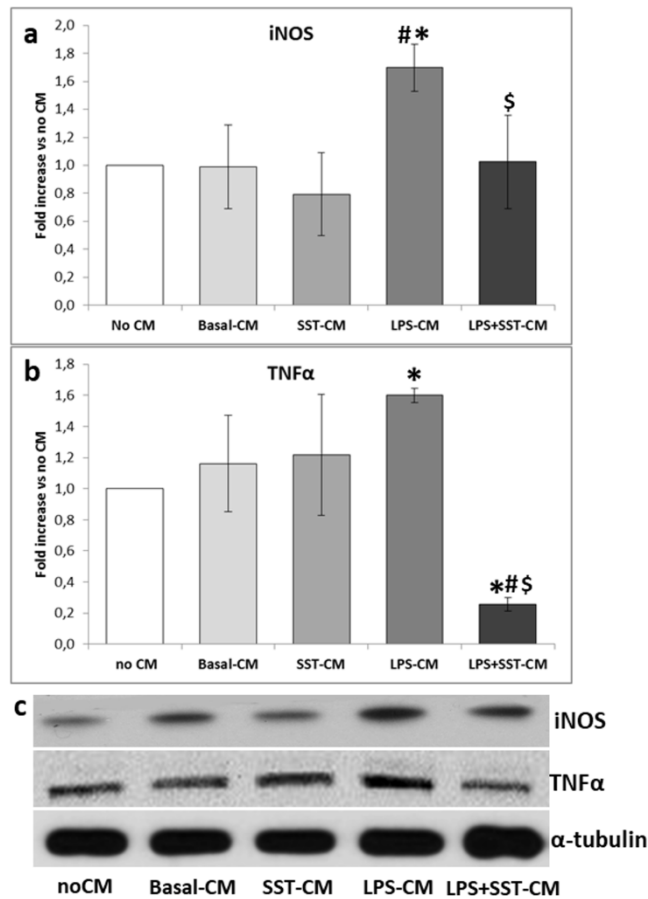 a
iNOS
Fold increase vs no CM
2,0
1,8
1,6
1,4
1,2
1,0
0,8
0,6
0,4
0,2
0,0
#*
$
No CM Basal-CM SST-CM LPS-CM LPS+SST-CM
b
TNFα
Fold increase vs no CM
1,8
1,6
1,4
1,2
1,0
0,8
0,6
0,4
0,2
0,0
*
*#$
no CM Basal-CM SST-CM LPS-CM LPS+SST-CM
c
iNOS
TNFα
α-tubulin
noCM Basal-CM SST-CM LPS-CM LPS+SST-CM